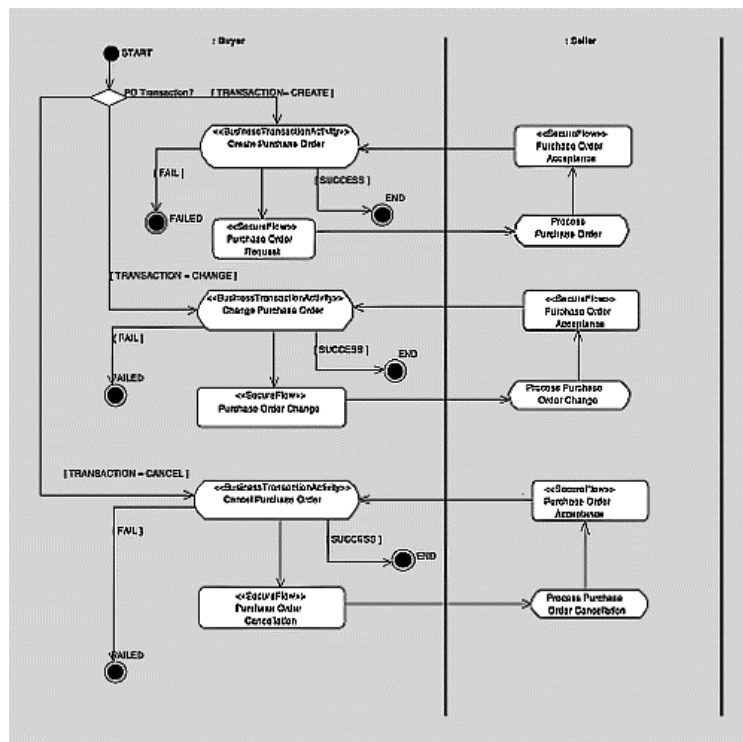 : Buyer
: Seller
START
PO Transaction?
[ TRANSACTION= CREATE ]
<<BusinessTransactionActivity>>
Create Purchase Order
<<SecureFlow>>
Purchase Order
Acceptance
[ FAIL ]
[ SUCCESS ]
END
FAILED
<<SecureFlow>>
Purchase Order
Request
Process
Purchase Order
[ TRANSACTION = CHANGE ]
<<BusinessTransactionActivity>>
Change Purchase Order
<<SecureFlow>>
Purchase Order
Acceptance
[ FAIL ]
[ SUCCESS ]
END
FAILED
<<SecureFlow>>
Purchase Order Change
Process Purchase
Order Change
[ TRANSACTION = CANCEL ]
<<BusinessTransactionActivity>>
Cancel Purchase Order
<<SecureFlow>>
Purchase Order
Acceptance
[ FAIL ]
[ SUCCESS ]
END
<<SecureFlow>>
Purchase Order
Cancellation
Process Purchase
Order Cancellation
FAILED